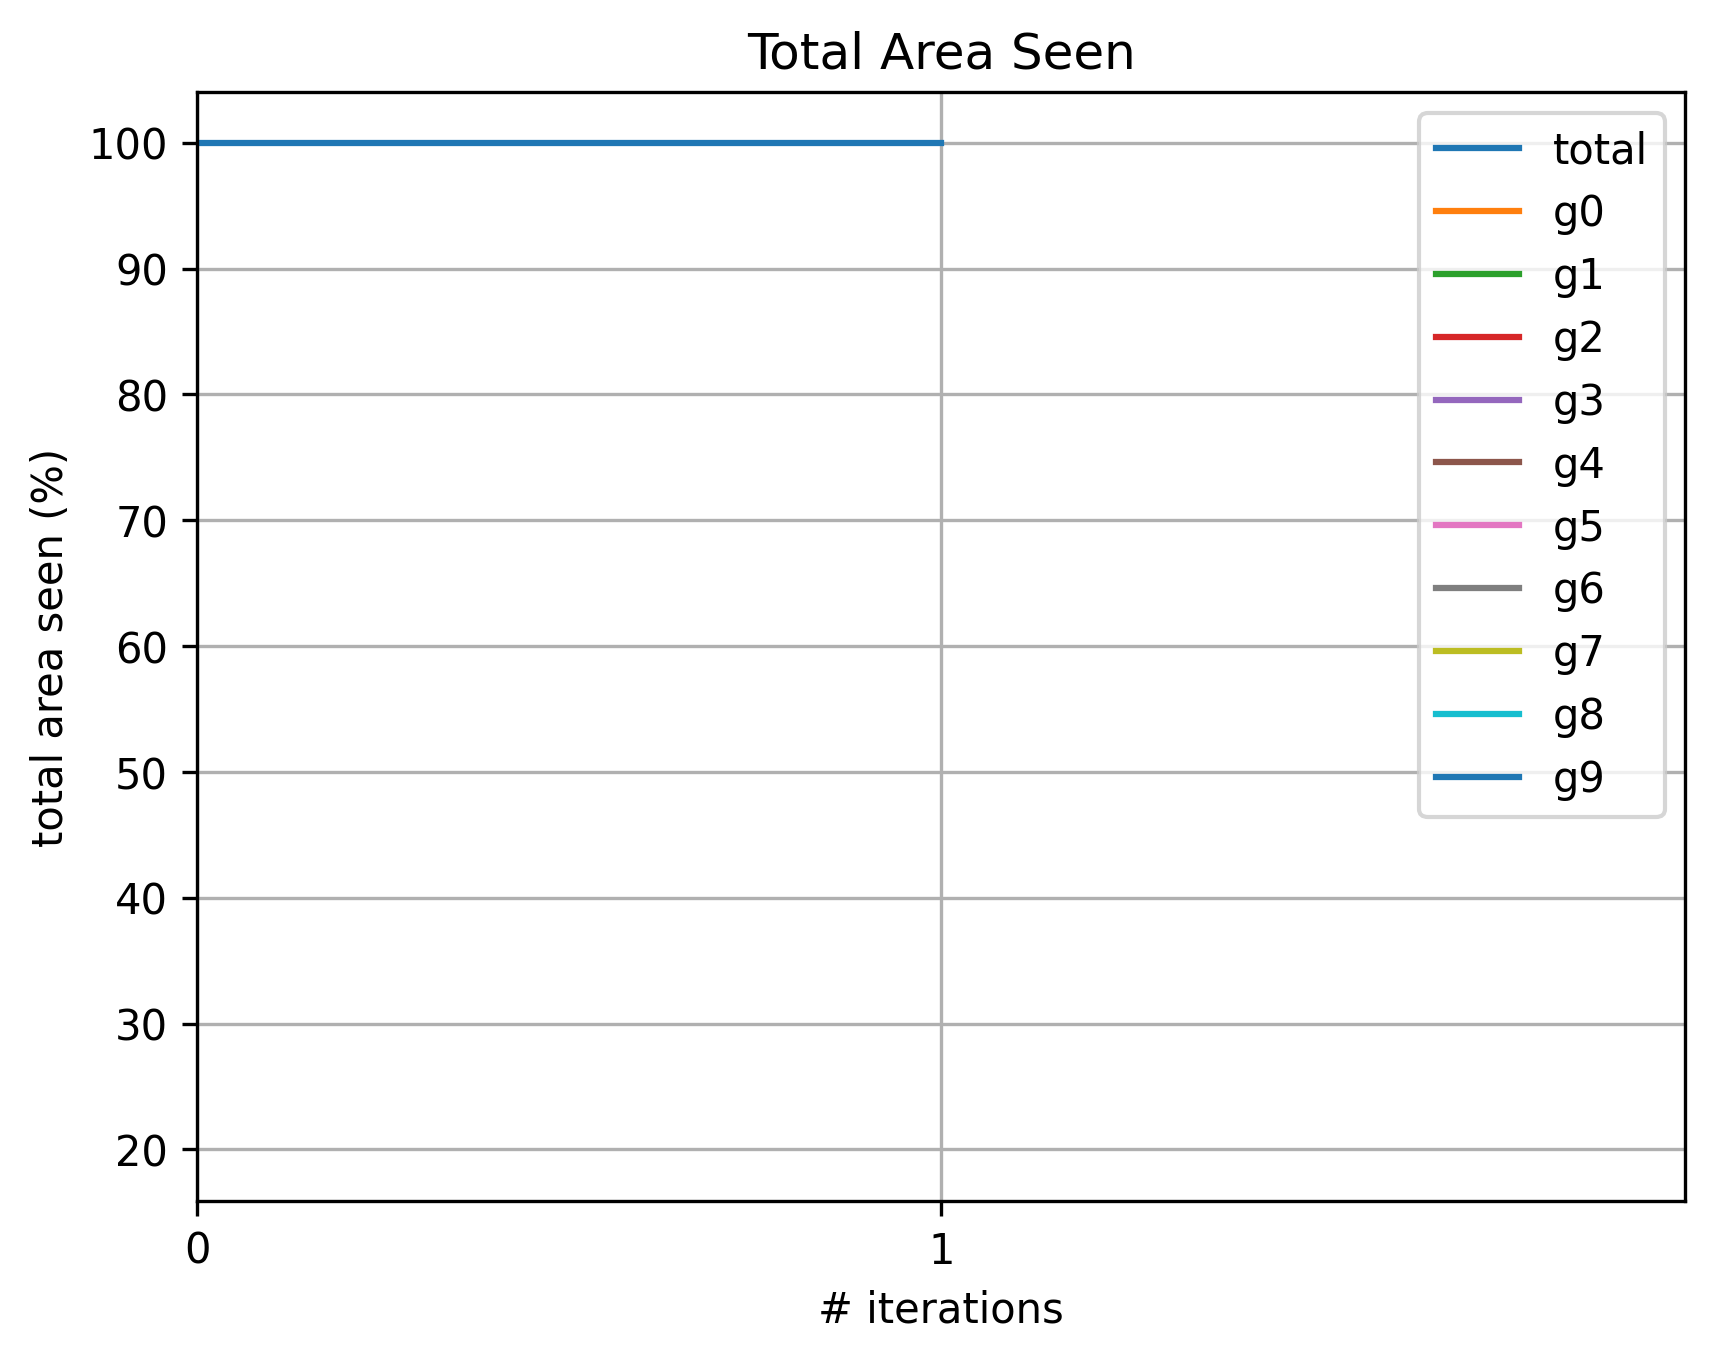 Total Area Seen
100
90
80
70
60
50
40
30
20
total area seen (%)
0
1
# iterations
total
g0
g1
g2
g3
g4
g5
g6
g7
g8
g9